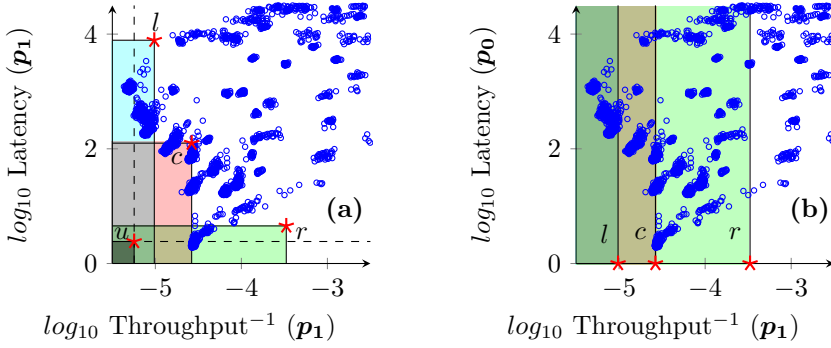 4
2
0
−5
−4
−3
l
c
u
r
(a)
log₁₀ Latency (p₁)
log₁₀ Throughput⁻¹ (p₁)
4
2
0
−5
−4
−3
l
c
r
(b)
log₁₀ Latency (p₀)
log₁₀ Throughput⁻¹ (p₁)